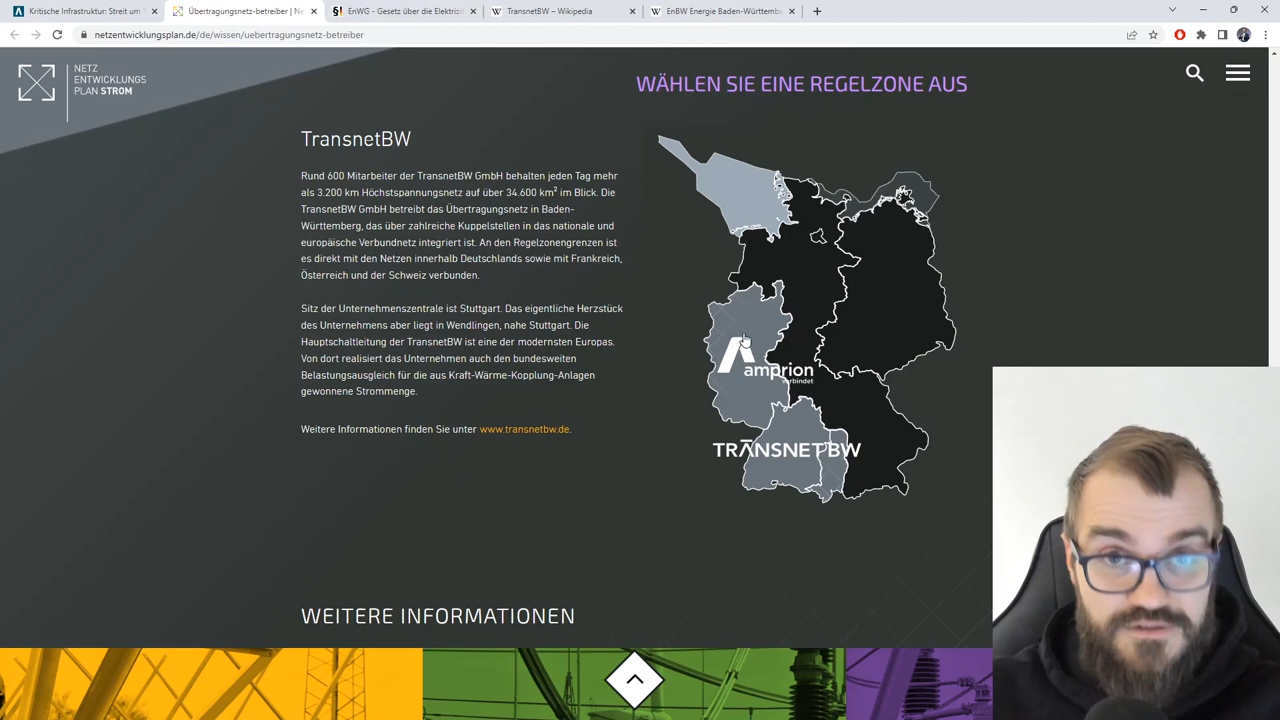 Kritische Infrastruktur: Streit um T
Übertragungsnetz-betreiber | Ne
EnWG - Gesetz über die Elektrizit
TransnetBW – Wikipedia
EnBW Energie Baden-Württembe
netzentwicklungsplan.de/de/wissen/uebertragungsnetz-betreiber
NETZ
ENTWICKLUNGS
PLAN STROM
WÄHLEN SIE EINE REGELZONE AUS
TransnetBW
Rund 600 Mitarbeiter der TransnetBW GmbH behalten jeden Tag mehr
als 3.200 km Höchstspannungsnetz auf über 34.600 km² im Blick. Die
TransnetBW GmbH betreibt das Übertragungsnetz in Baden-
Württemberg, das über zahlreiche Kuppelstellen in das nationale und
europäische Verbundnetz integriert ist. An den Regelzonengrenzen ist
es direkt mit den Netzen innerhalb Deutschlands sowie mit Frankreich,
Österreich und der Schweiz verbunden.
Sitz der Unternehmenszentrale ist Stuttgart. Das eigentliche Herzstück
des Unternehmens aber liegt in Wendlingen, nahe Stuttgart. Die
Hauptschaltleitung der TransnetBW ist eine der modernsten Europas.
Von dort realisiert das Unternehmen auch den bundesweiten
Belastungsausgleich für die aus Kraft-Wärme-Kopplung-Anlagen
gewonnene Strommenge.
Weitere Informationen finden Sie unter www.transnetbw.de.
amprion
verbindet
TRANSNET BW
WEITERE INFORMATIONEN